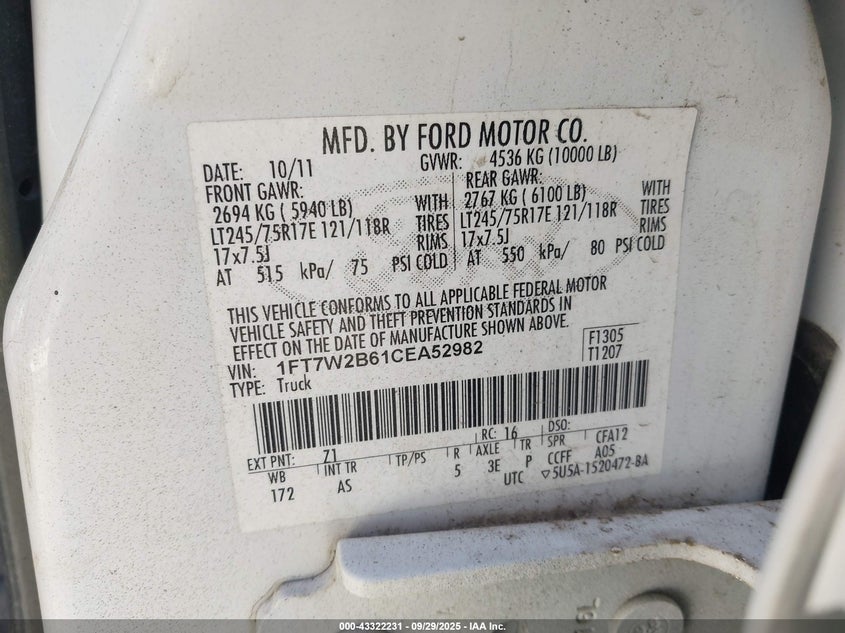 MFD. BY FORD MOTOR CO.
DATE: 10/11 GVWR: 4536 KG (10000 LB)
FRONT GAWR: REAR GAWR:
2694 KG ( 5940 LB) WITH 2767 KG ( 6100 LB) WITH
LT245/75R17E 121/118R TIRES LT245/75R17E 121/118R TIRES
17x7.5J RIMS 17x7.5J RIMS
AT 515 kPa/ 75 PSI COLD AT 550 kPa/ 80 PSI COLD
THIS VEHICLE CONFORMS TO ALL APPLICABLE FEDERAL MOTOR
VEHICLE SAFETY AND THEFT PREVENTION STANDARDS IN
EFFECT ON THE DATE OF MANUFACTURE SHOWN ABOVE.
VIN: 1FT7W2B61CEA52982 F1305
TYPE: Truck T1207
EXT PNT: Z1 RC: 16 DSO:
WB INT TR TP/PS R AXLE TR SPR CFA12
172 AS 5 3E P CCFF A05
UTC ▽5U5A-1520472-BA
000-43322231 - 09/29/2025 - IAA Inc.